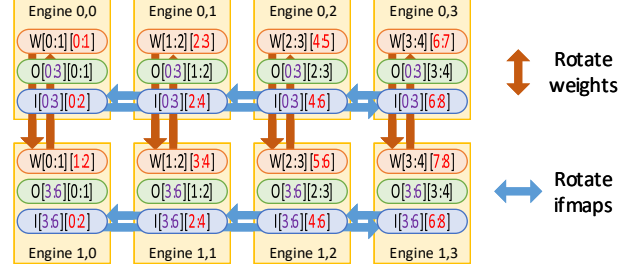 Engine 0,0 Engine 0,1 Engine 0,2 Engine 0,3
W[0:1][0:1] W[1:2][2:3] W[2:3][4:5] W[3:4][6:7]
O[0:3][0:1] O[0:3][1:2] O[0:3][2:3] O[0:3][3:4]
I[0:3][0:2] I[0:3][2:4] I[0:3][4:6] I[0:3][6:8]
W[0:1][1:2] W[1:2][3:4] W[2:3][5:6] W[3:4][7:8]
O[3:6][0:1] O[3:6][1:2] O[3:6][2:3] O[3:6][3:4]
I[3:6][0:2] I[3:6][2:4] I[3:6][4:6] I[3:6][6:8]
Engine 1,0 Engine 1,1 Engine 1,2 Engine 1,3
Rotate
weights
Rotate
ifmaps